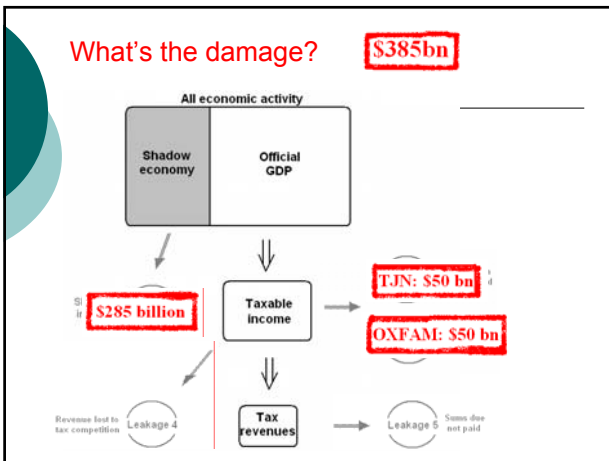 What's the damage?
$385bn
All economic activity
Shadow
economy
Official
GDP
$285 billion
Taxable
income
TJN: $50 bn
OXFAM: $50 bn
Revenue lost to
tax competition
Leakage 4
Tax
revenues
Leakage 5
Sums due
not paid